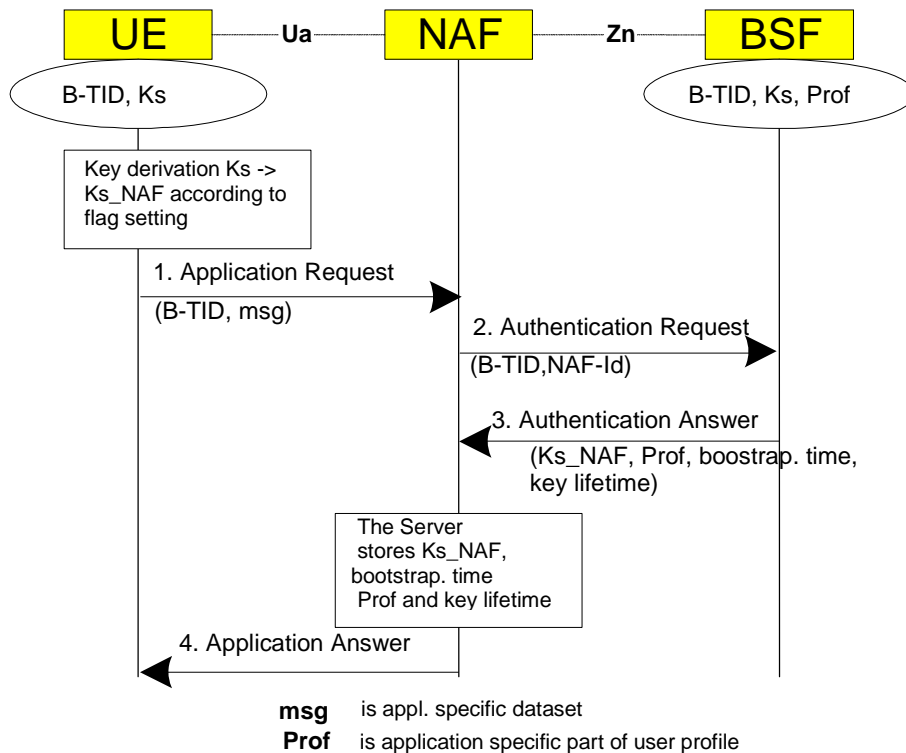 UE Ua NAF Zn BSF
B-TID, Ks
B-TID, Ks, Prof
Key derivation Ks ->
Ks_NAF according to
flag setting
1. Application Request
(B-TID, msg)
2. Authentication Request
(B-TID,NAF-Id)
3. Authentication Answer
(Ks_NAF, Prof, boostrap. time,
key lifetime)
The Server
stores Ks_NAF,
bootstrap. time
Prof and key lifetime
4. Application Answer
msg is appl. specific dataset
Prof is application specific part of user profile